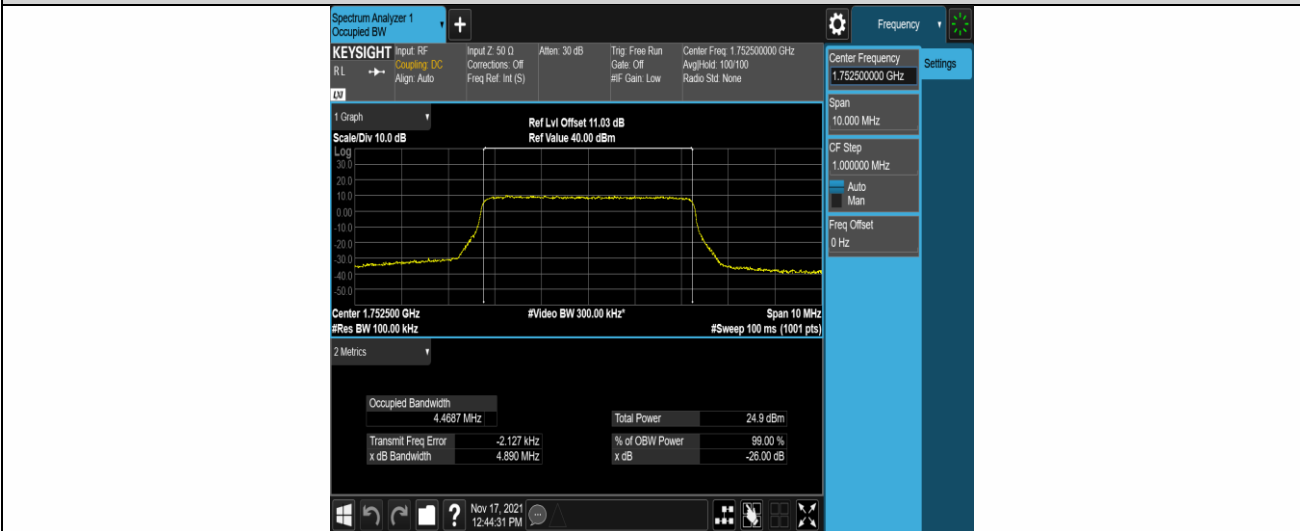 Spectrum Analyzer 1
Occupied BW
+
Frequency
KEYSIGHT
RL
LXI
Input: RF
Coupling: DC
Align: Auto
Input Z: 50 Ω
Corrections: Off
Freq Ref: Int (S)
Atten: 30 dB
Trig: Free Run
Gate: Off
#IF Gain: Low
Center Freq: 1.752500000 GHz
Avg|Hold: 100/100
Radio Std: None
Center Frequency
1.752500000 GHz
Settings
Span
10.000 MHz
CF Step
1.000000 MHz
Auto
Man
Freq Offset
0 Hz
1 Graph
Scale/Div 10.0 dB
Ref Lvl Offset 11.03 dB
Ref Value 40.00 dBm
Log
30.0
20.0
10.0
0.00
-10.0
-20.0
-30.0
-40.0
-50.0
Center 1.752500 GHz
#Video BW 300.00 kHz*
Span 10 MHz
#Res BW 100.00 kHz
#Sweep 100 ms (1001 pts)
2 Metrics
Occupied Bandwidth
4.4687 MHz
Total Power 24.9 dBm
Transmit Freq Error -2.127 kHz
% of OBW Power 99.00 %
x dB Bandwidth 4.890 MHz
x dB -26.00 dB
?
Nov 17, 2021
12:44:31 PM